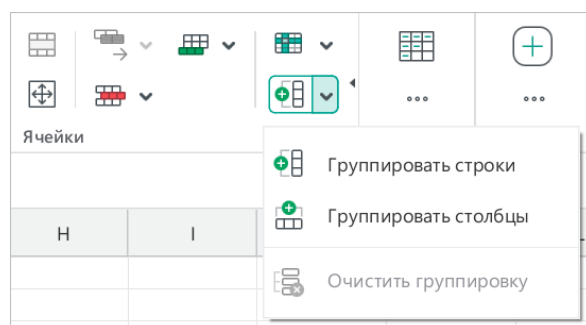 Ячейки
Группировать строки
Группировать столбцы
H I
Очистить группировку